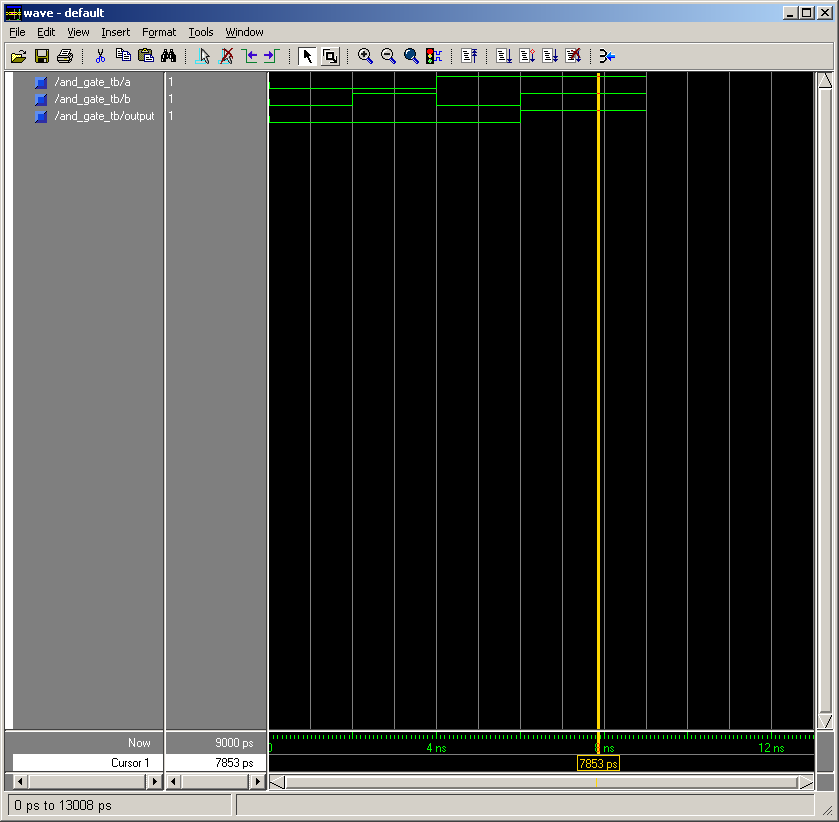 wave - default
File Edit View Insert Format Tools Window
/and_gate_tb/a 1
/and_gate_tb/b 1
/and_gate_tb/output 1
Now 9000 ps 0 4 ns 8 ns 12 ns
Cursor 1 7853 ps 7853 ps
0 ps to 13008 ps